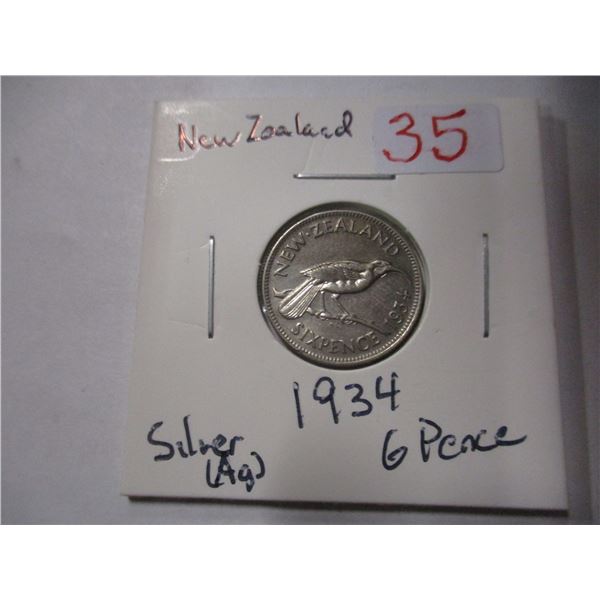 New Zealand
35
NEW·ZEALAND
1934
SIXPENCE
1934
Silver
(Ag)
6 Pence